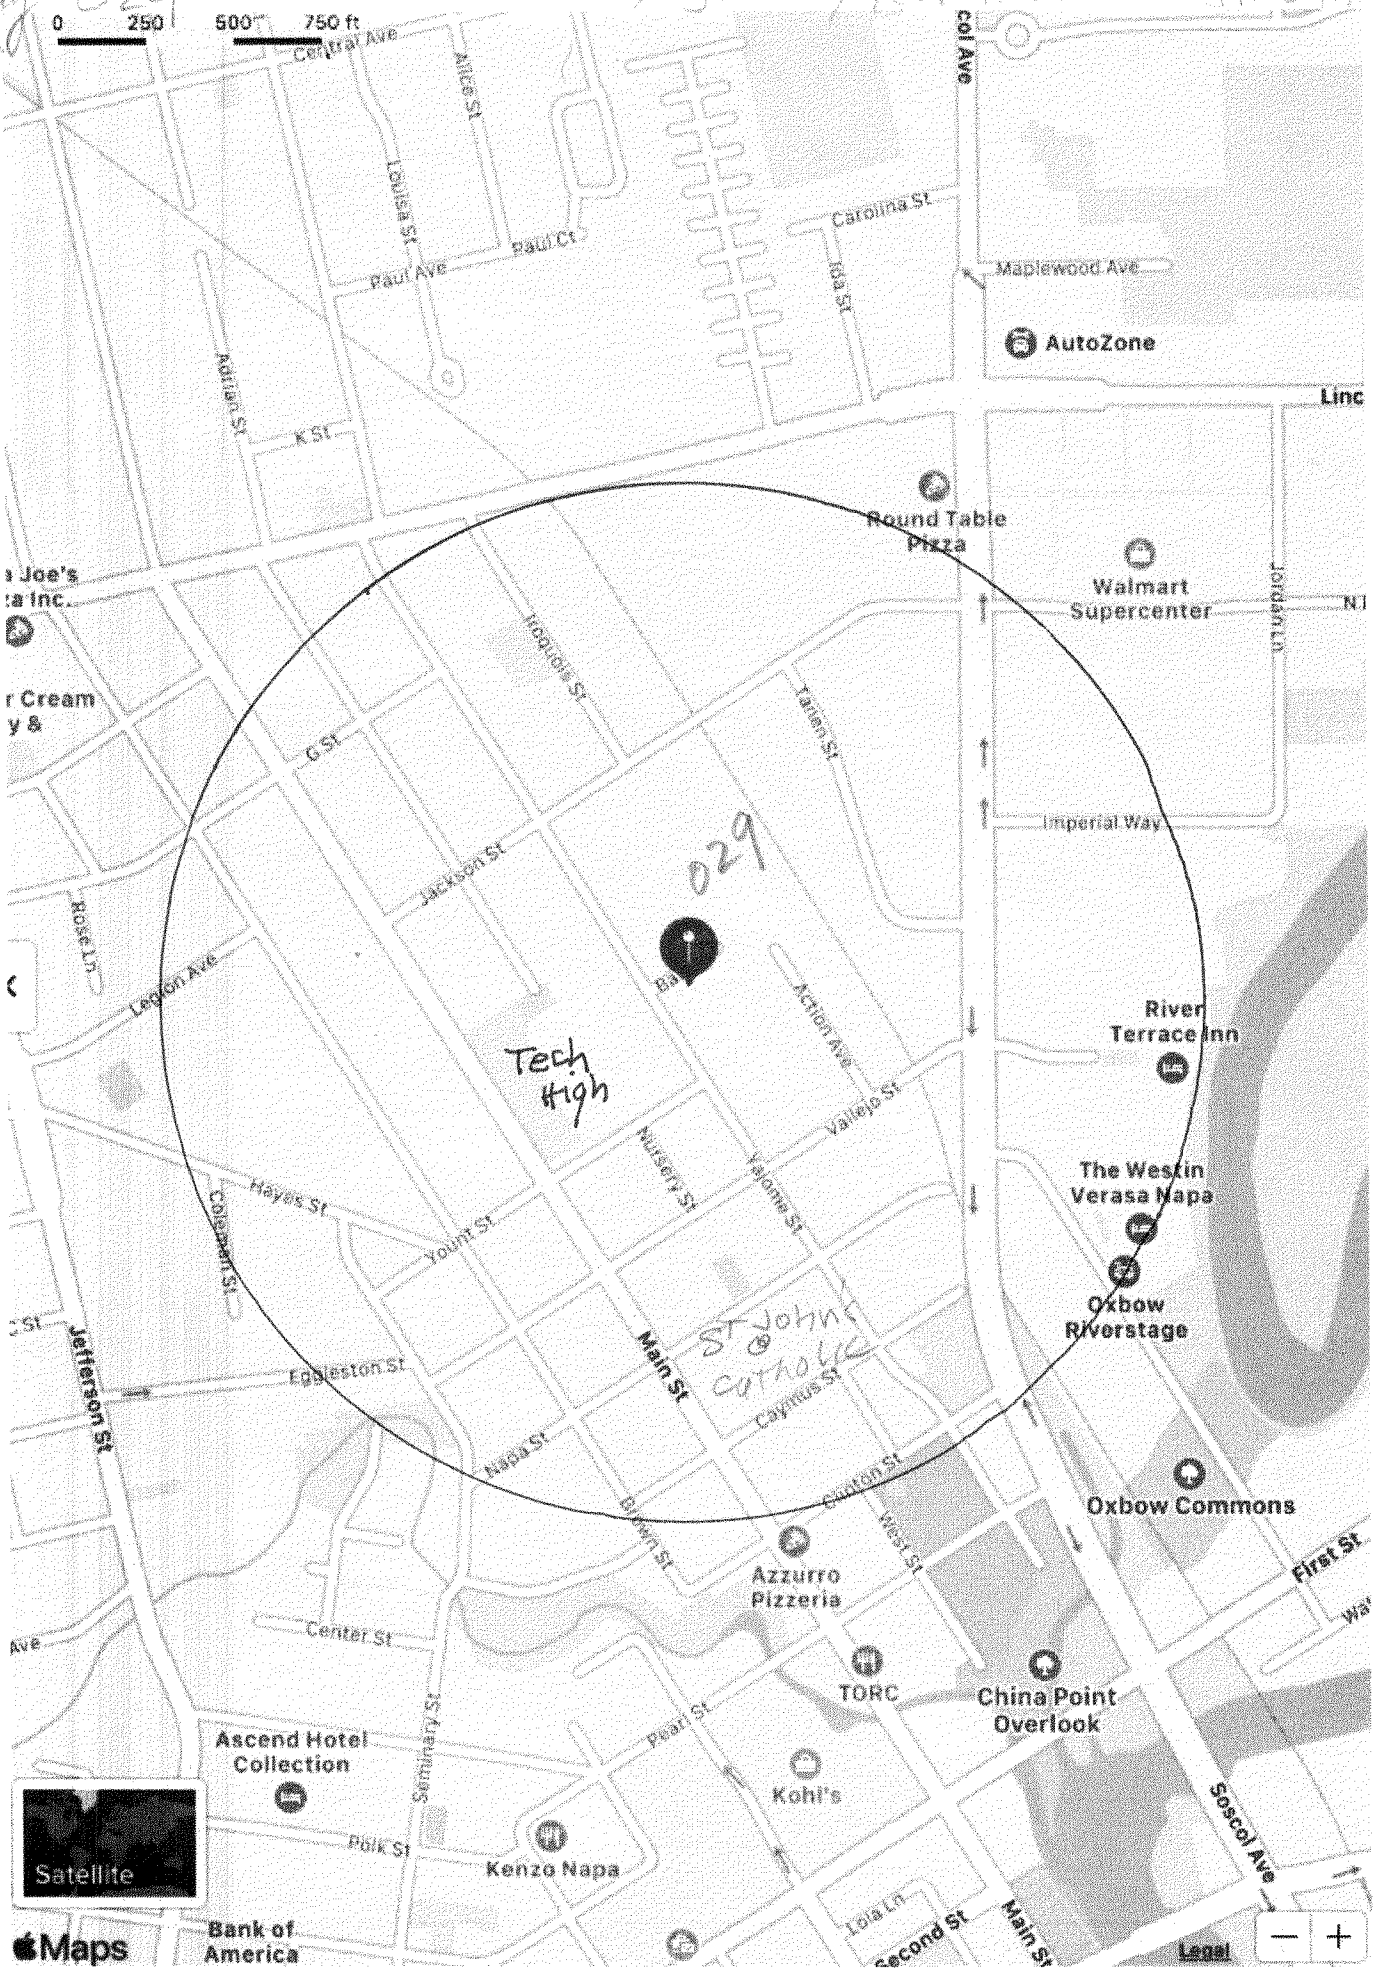 0 250 500 750 ft
Central Ave
col Ave
Alice St
Louisa St
Carolina St
Paul Ct
Paul Ave
Ida St
Maplewood Ave
AutoZone
Adrian St
Linc
K St
Round Table
Pizza
Joe's
za Inc.
Walmart
Supercenter
Jordan Ln
N
Iroquois St
r Cream
y &
Tarien St
G St
Imperial Way
029
Jackson St
Rose Ln
Legion Ave
Ba
Action Ave
River
Terrace Inn
Tech
High
Vallejo St
Nursery St
Yajome St
The Westin
Verasa Napa
Hayes St
Coleman St
Yount St
Oxbow
Riverstage
St Johns
@
Catholic
Jefferson St
Main St
Eggleston St
Caymus St
Napa St
Clinton St
Oxbow Commons
Brown St
West St
First St
Azzurro
Pizzeria
Ave
Center St
TORC
China Point
Overlook
Pearl St
Seminary St
Ascend Hotel
Collection
Kohl's
Soscol Ave
Polk St
Kenzo Napa
Satellite
Lola Ln
Second St
Main St
Maps
Bank of
America
Legal
− +